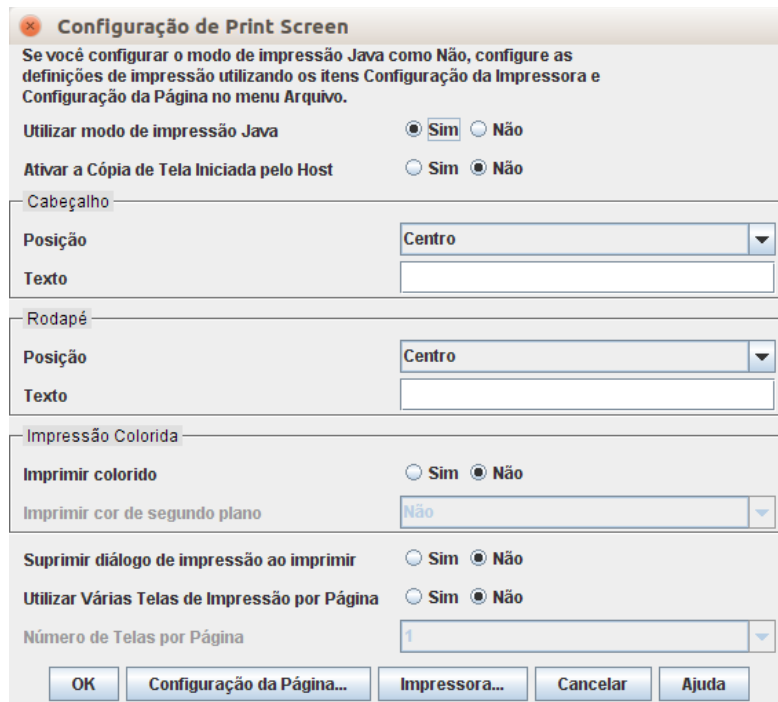 Configuração de Print Screen
Se você configurar o modo de impressão Java como Não, configure as
definições de impressão utilizando os itens Configuração da Impressora e
Configuração da Página no menu Arquivo.
Utilizar modo de impressão Java Sim Não
Ativar a Cópia de Tela Iniciada pelo Host Sim Não
Cabeçalho
Posição Centro
Texto
Rodapé
Posição Centro
Texto
Impressão Colorida
Imprimir colorido Sim Não
Imprimir cor de segundo plano Não
Suprimir diálogo de impressão ao imprimir Sim Não
Utilizar Várias Telas de Impressão por Página Sim Não
Número de Telas por Página 1
OK Configuração da Página... Impressora... Cancelar Ajuda